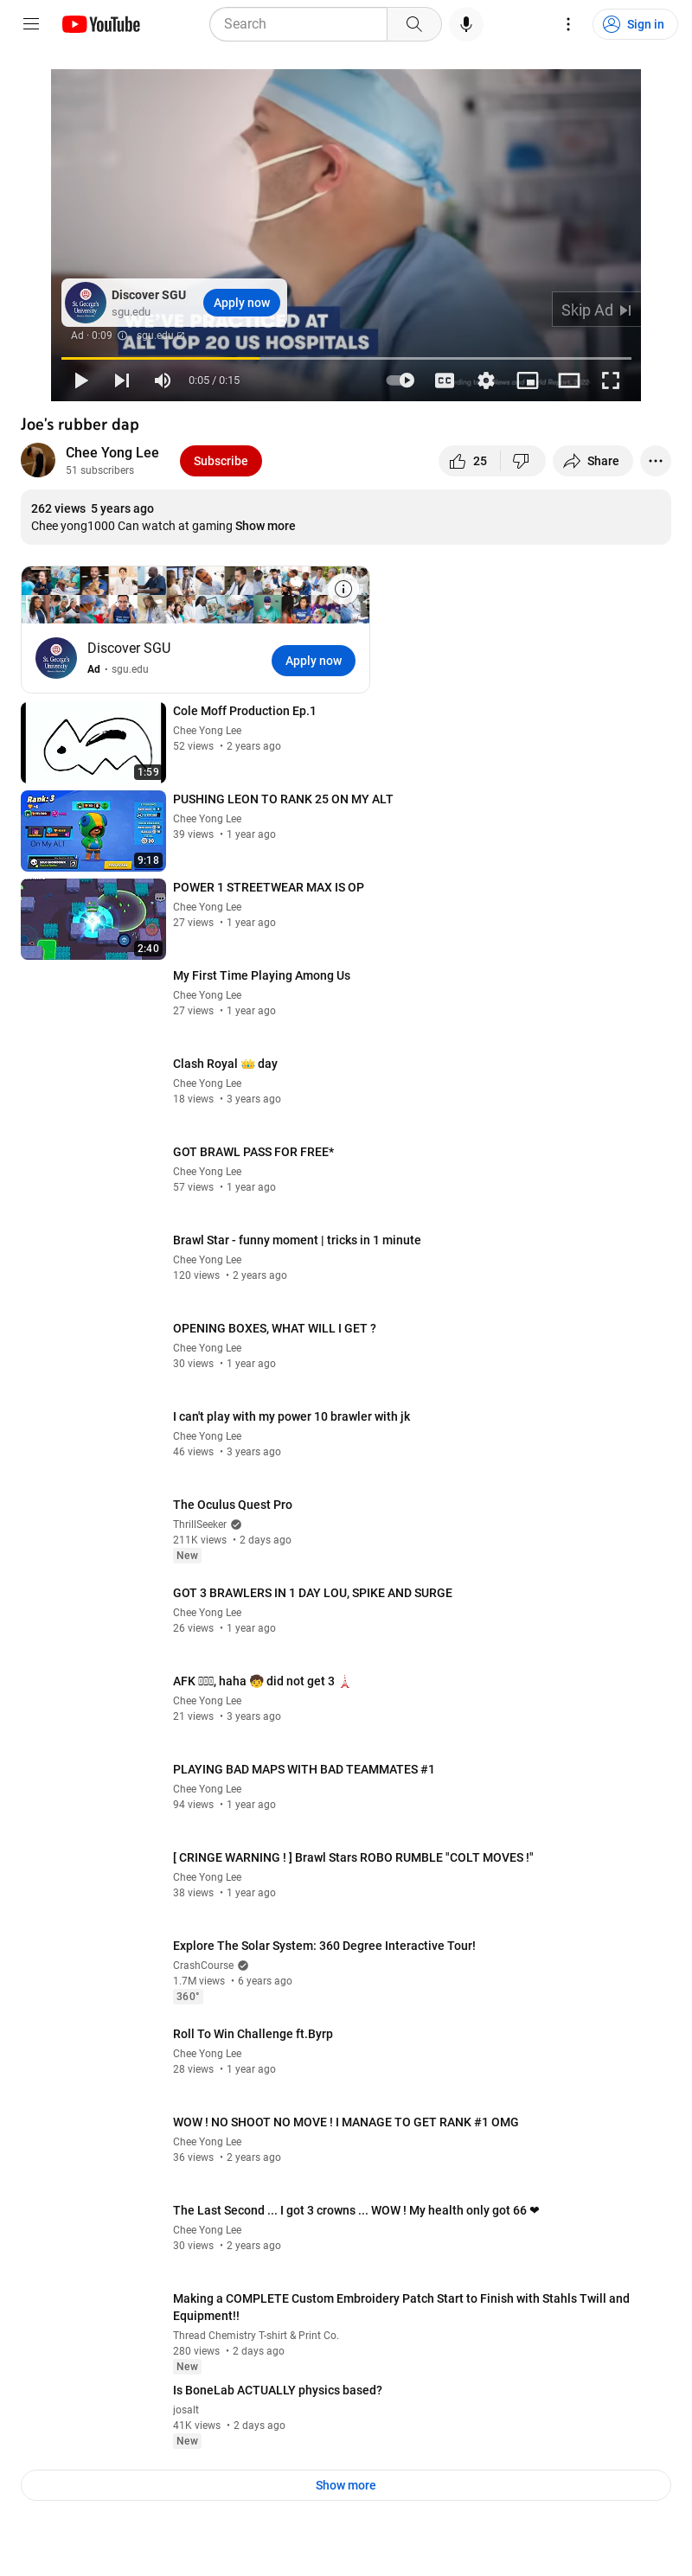 YouTube
Search
Sign in
Discover SGU
sgu.edu
Apply now
Skip Ad
Ad · 0:09
sgu.edu
WE'VE PRACTICED AT
ALL TOP 20 US HOSPITALS
0:05 / 0:15
Joe's rubber dap
Chee Yong Lee
51 subscribers
Subscribe
25
Share
262 views 5 years ago
Chee yong1000 Can watch at gaming Show more
Discover SGU
Ad • sgu.edu
Apply now
Cole Moff Production Ep.1
Chee Yong Lee
52 views • 2 years ago
1:59
PUSHING LEON TO RANK 25 ON MY ALT
Chee Yong Lee
39 views • 1 year ago
Rank: 3
On My ALT
9:18
POWER 1 STREETWEAR MAX IS OP
Chee Yong Lee
27 views • 1 year ago
2:40
My First Time Playing Among Us
Chee Yong Lee
27 views • 1 year ago
Clash Royal 👑 day
Chee Yong Lee
18 views • 3 years ago
GOT BRAWL PASS FOR FREE*
Chee Yong Lee
57 views • 1 year ago
Brawl Star - funny moment | tricks in 1 minute
Chee Yong Lee
120 views • 2 years ago
OPENING BOXES, WHAT WILL I GET ?
Chee Yong Lee
30 views • 1 year ago
I can't play with my power 10 brawler with jk
Chee Yong Lee
46 views • 3 years ago
The Oculus Quest Pro
ThrillSeeker
211K views • 2 days ago
New
GOT 3 BRAWLERS IN 1 DAY LOU, SPIKE AND SURGE
Chee Yong Lee
26 views • 1 year ago
AFK , haha 🧒 did not get 3 🗼
Chee Yong Lee
21 views • 3 years ago
PLAYING BAD MAPS WITH BAD TEAMMATES #1
Chee Yong Lee
94 views • 1 year ago
[ CRINGE WARNING ! ] Brawl Stars ROBO RUMBLE "COLT MOVES !"
Chee Yong Lee
38 views • 1 year ago
Explore The Solar System: 360 Degree Interactive Tour!
CrashCourse
1.7M views • 6 years ago
360°
Roll To Win Challenge ft.Byrp
Chee Yong Lee
28 views • 1 year ago
WOW ! NO SHOOT NO MOVE ! I MANAGE TO GET RANK #1 OMG
Chee Yong Lee
36 views • 2 years ago
The Last Second ... I got 3 crowns ... WOW ! My health only got 66 ❤
Chee Yong Lee
30 views • 2 years ago
Making a COMPLETE Custom Embroidery Patch Start to Finish with Stahls Twill and
Equipment!!
Thread Chemistry T-shirt & Print Co.
280 views • 2 days ago
New
Is BoneLab ACTUALLY physics based?
josalt
41K views • 2 days ago
New
Show more